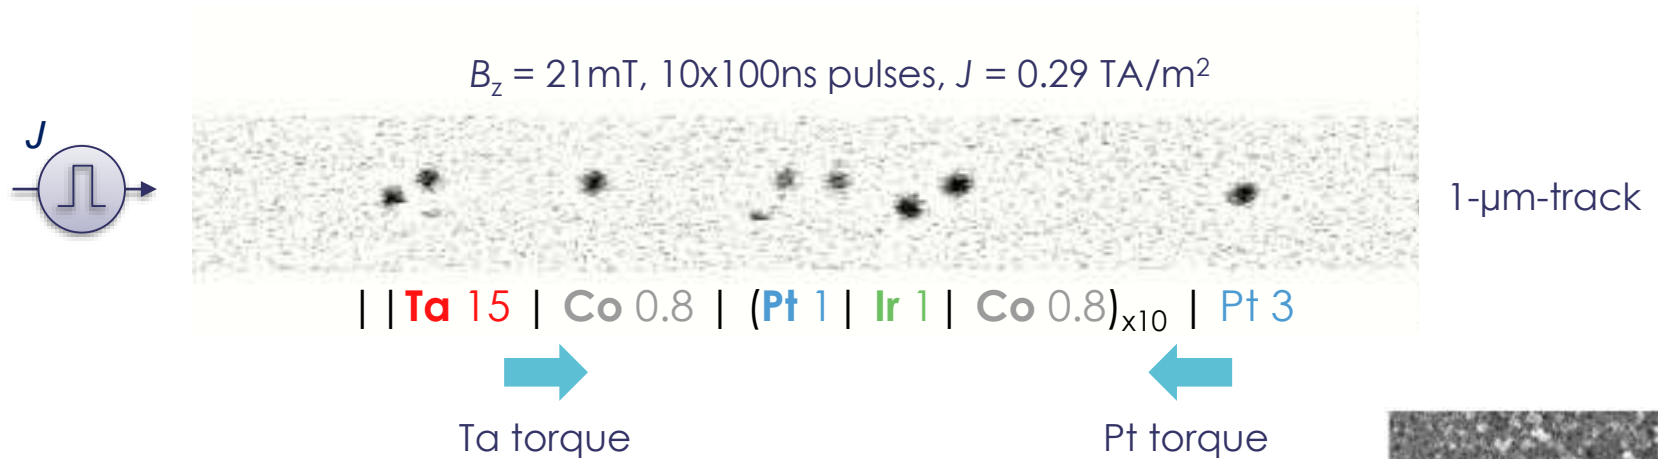 B_z = 21mT, 10x100ns pulses, J = 0.29 TA/m²
J
1-µm-track
||Ta 15 | Co 0.8 | (Pt 1| Ir 1| Co 0.8)x10 | Pt 3
Ta torque
Pt torque